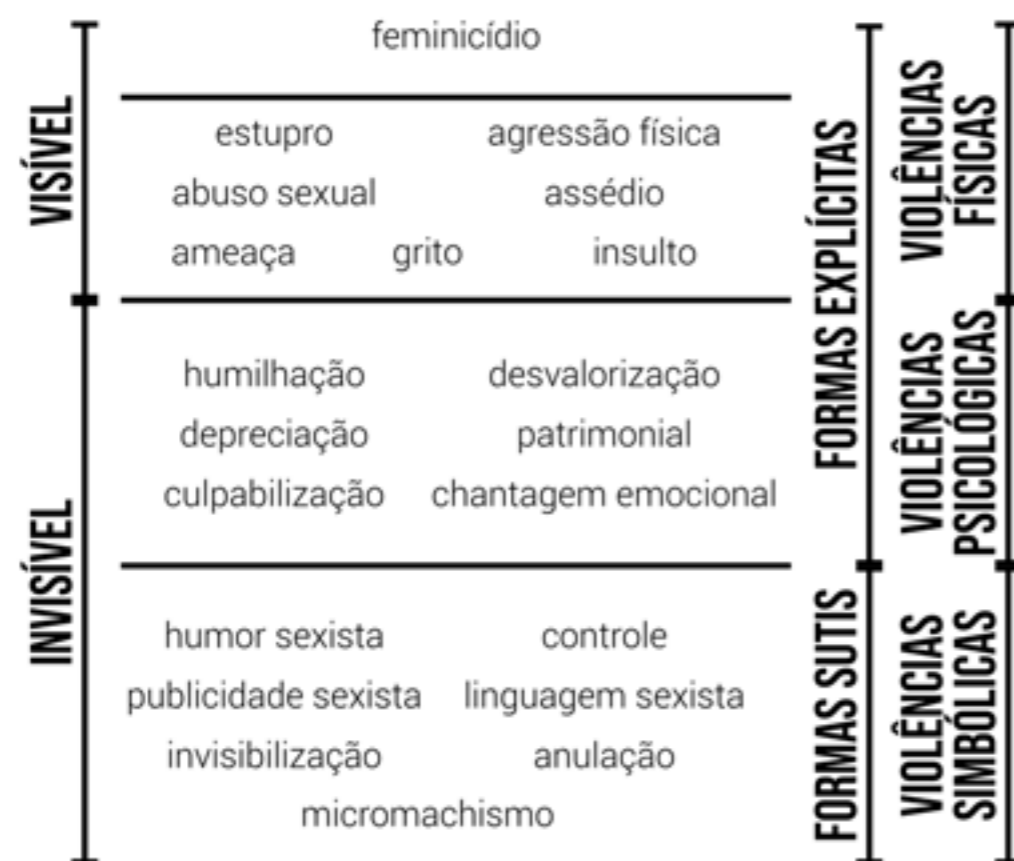 feminicídio
estupro agressão física
abuso sexual assédio
ameaça grito insulto
humilhação desvalorização
depreciação patrimonial
culpabilização chantagem emocional
humor sexista controle
publicidade sexista linguagem sexista
invisibilização anulação
micromachismo
VISÍVEL
INVISÍVEL
FORMAS EXPLÍCITAS
FORMAS SUTIS
VIOLÊNCIAS
FÍSICAS
VIOLÊNCIAS
PSICOLÓGICAS
VIOLÊNCIAS
SIMBÓLICAS